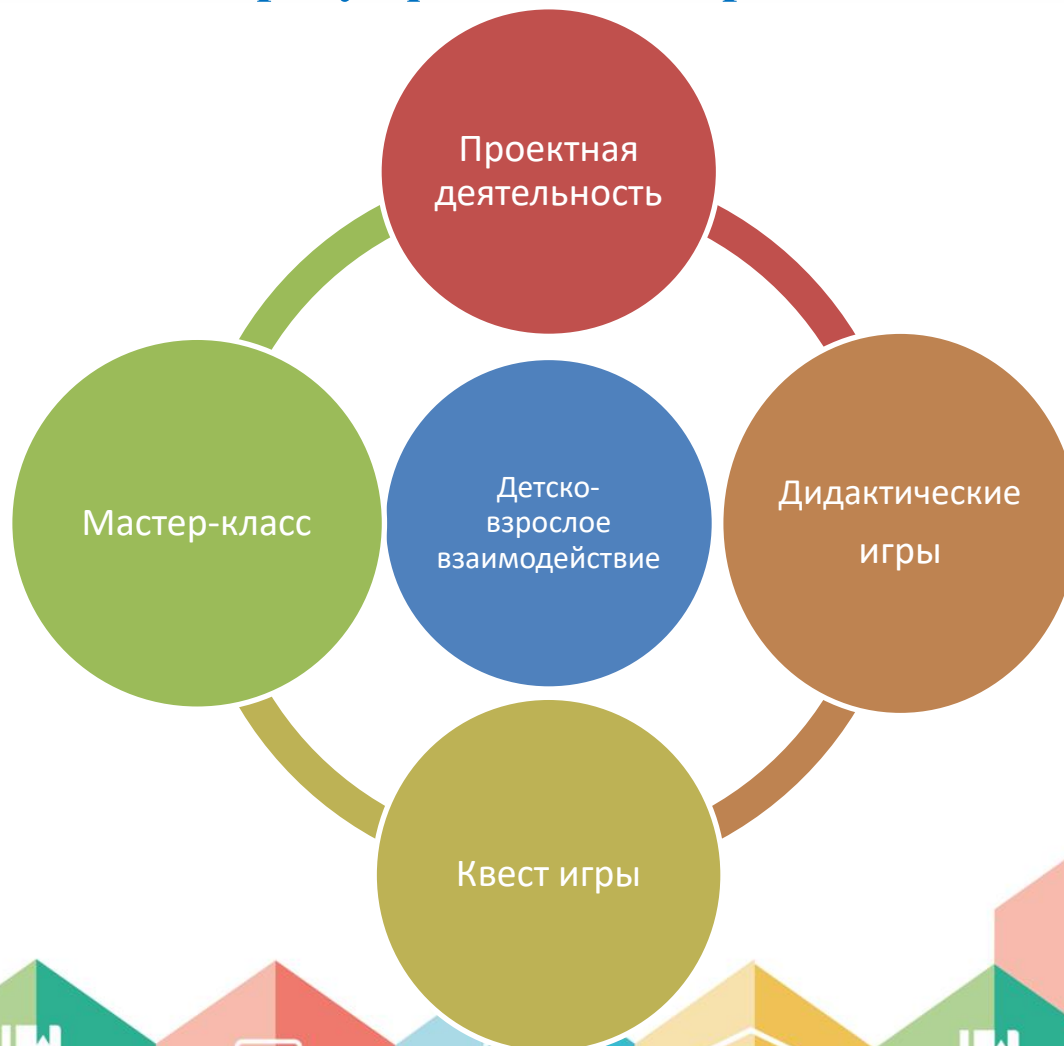 Проектная
деятельность
Мастер-класс
Детско-
взрослое
взаимодействие
Дидактические
игры
Квест игры